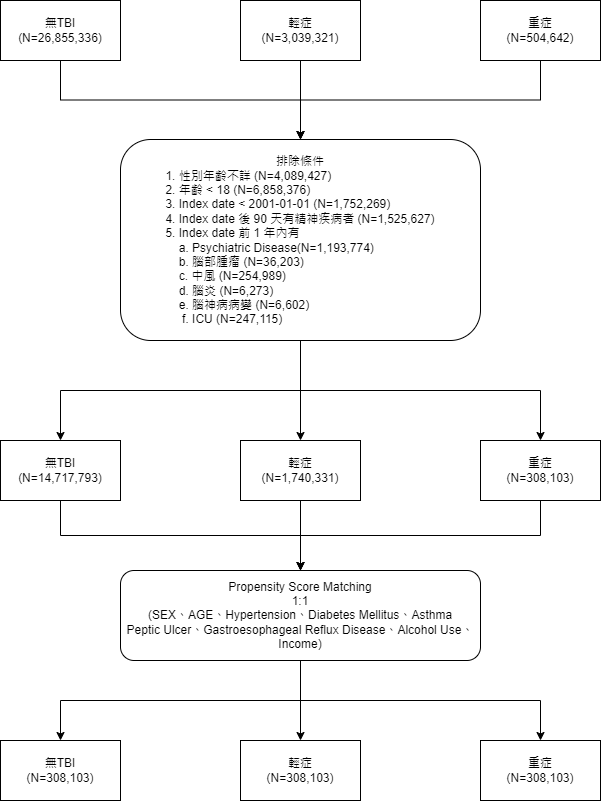 無TBI
(N=26,855,336)
輕症
(N=3,039,321)
重症
(N=504,642)
排除條件
1. 性別年齡不詳 (N=4,089,427)
2. 年齡 < 18 (N=6,858,376)
3. Index date < 2001-01-01 (N=1,752,269)
4. Index date 後 90 天有精神疾病者 (N=1,525,627)
5. Index date 前 1 年內有
a. Psychiatric Disease(N=1,193,774)
b. 腦部腫瘤 (N=36,203)
c. 中風 (N=254,989)
d. 腦炎 (N=6,273)
e. 腦神病病變 (N=6,602)
f. ICU (N=247,115)
無TBI
(N=14,717,793)
輕症
(N=1,740,331)
重症
(N=308,103)
Propensity Score Matching
1:1
(SEX、AGE、Hypertension、Diabetes Mellitus、Asthma
Peptic Ulcer、Gastroesophageal Reflux Disease、Alcohol Use、
Income)
無TBI
(N=308,103)
輕症
(N=308,103)
重症
(N=308,103)